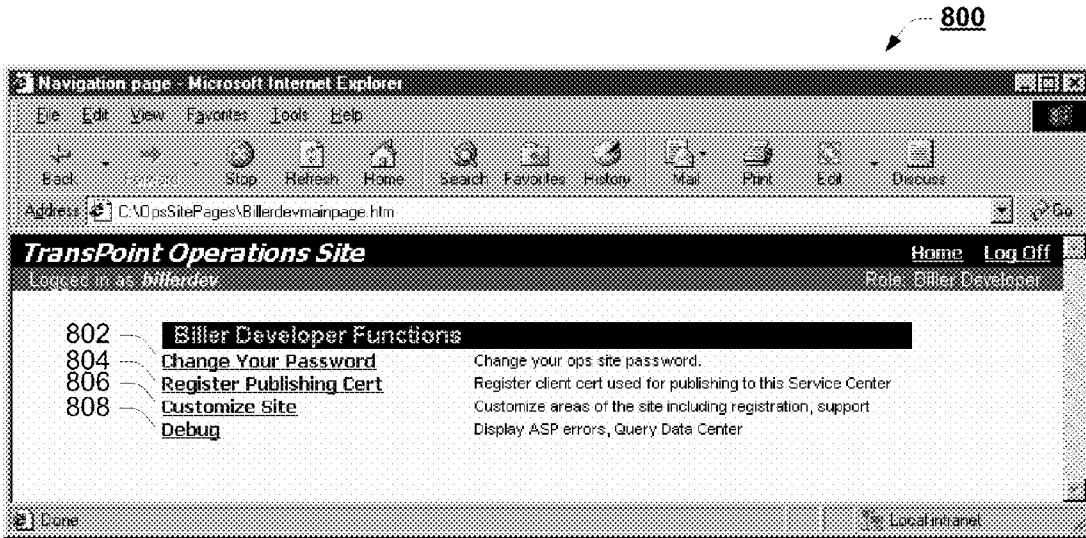 800
Navigation page - Microsoft Internet Explorer
File Edit View Favorites Tools Help
Back Forward Stop Refresh Home Search Favorites History Mail Print Edit Discuss
Address C:\OpsSitePages\Billerdevmainpage.htm Go
TransPoint Operations Site Home Log Off
Logged in as billerdev Role: Biller Developer
Biller Developer Functions
802 Change Your Password Change your ops site password.
804 Register Publishing Cert Register client cert used for publishing to this Service Center
806 Customize Site Customize areas of the site including registration, support
808 Debug Display ASP errors, Query Data Center
Done Local intranet